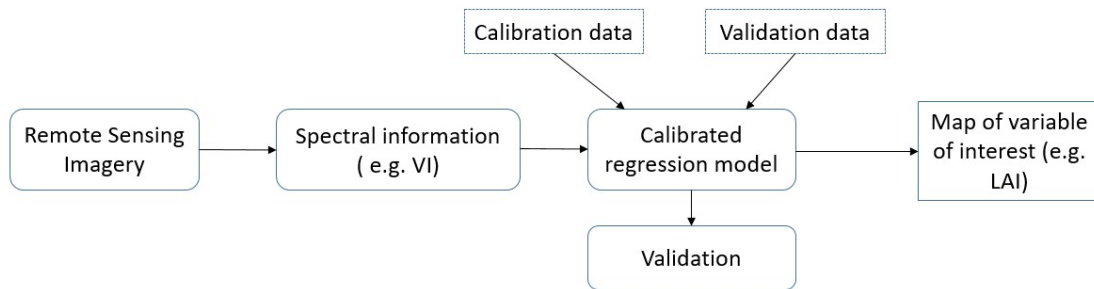 Calibration data
Validation data
Remote Sensing
Imagery
Spectral information
( e.g. VI)
Calibrated
regression model
Map of variable
of interest (e.g.
LAI)
Validation